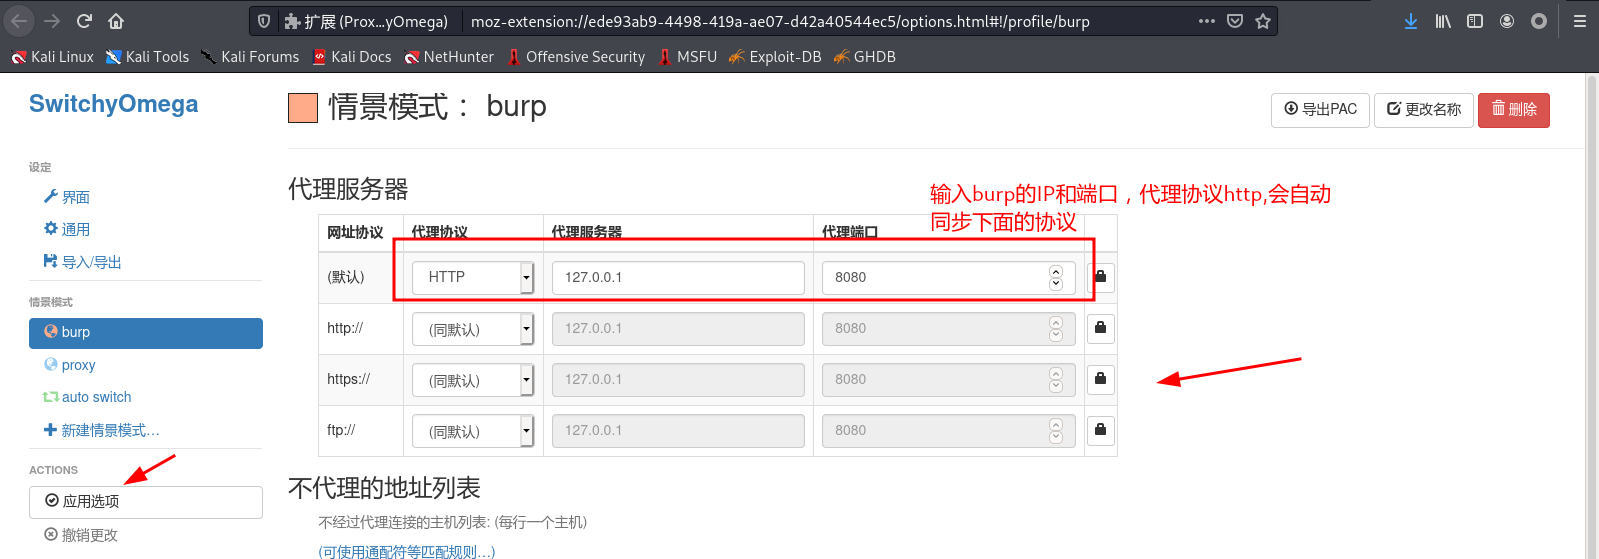 扩展 (Prox…yOmega)
moz-extension://ede93ab9-4498-419a-ae07-d42a40544ec5/options.html#!/profile/burp
Kali Linux Kali Tools Kali Forums Kali Docs NetHunter Offensive Security MSFU Exploit-DB GHDB
SwitchyOmega
设定
界面
通用
导入/导出
情景模式
burp
proxy
auto switch
新建情景模式…
ACTIONS
应用选项
撤销更改
情景模式： burp
导出PAC 更改名称 删除
代理服务器
输入burp的IP和端口，代理协议http,会自动
同步下面的协议
网址协议 代理协议 代理服务器 代理端口
(默认) HTTP 127.0.0.1 8080
http:// (同默认) 127.0.0.1 8080
https:// (同默认) 127.0.0.1 8080
ftp:// (同默认) 127.0.0.1 8080
不代理的地址列表
不经过代理连接的主机列表: (每行一个主机)
(可使用通配符等匹配规则…)